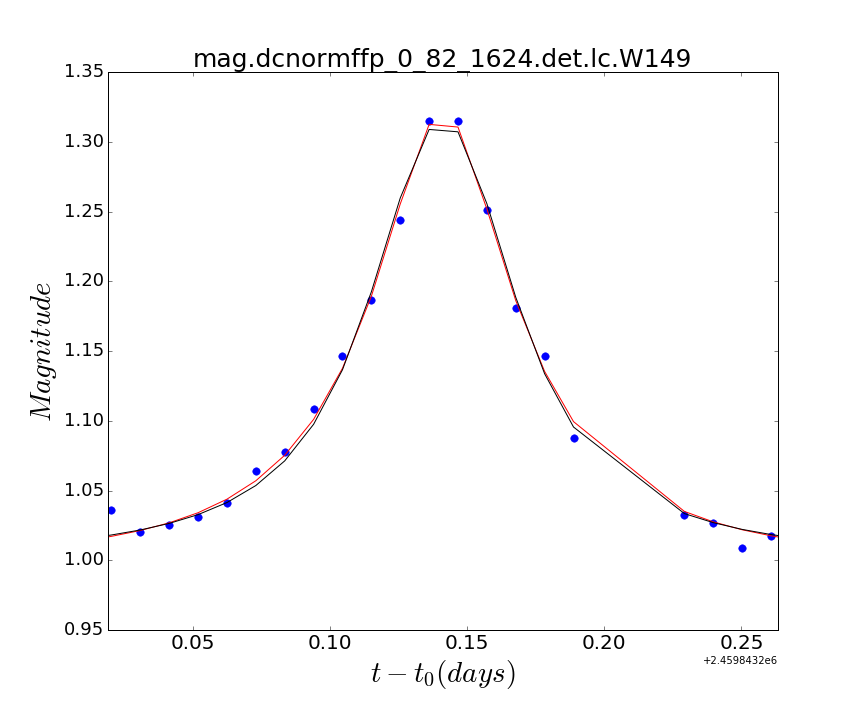 mag.dcnormffp_0_82_1624.det.lc.W149
1.35
1.30
1.25
1.20
1.15
1.10
1.05
1.00
0.95
Magnitude
0.05 0.10 0.15 0.20 0.25
+2.4598432e6
t − t₀(days)